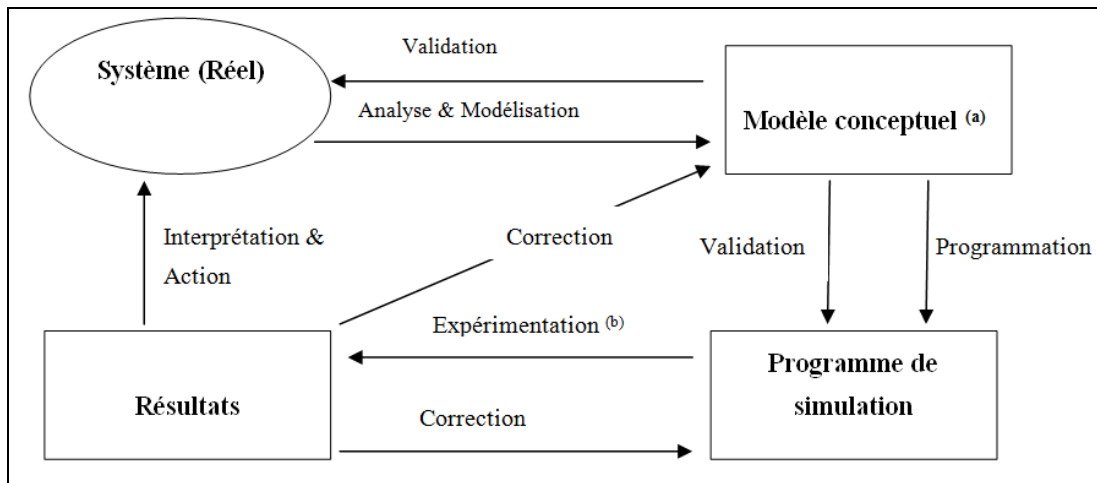 Validation
Système (Réel)
Analyse & Modélisation
Modèle conceptuel (a)
Interprétation &
Action
Correction
Validation
Programmation
Expérimentation (b)
Résultats
Programme de
simulation
Correction